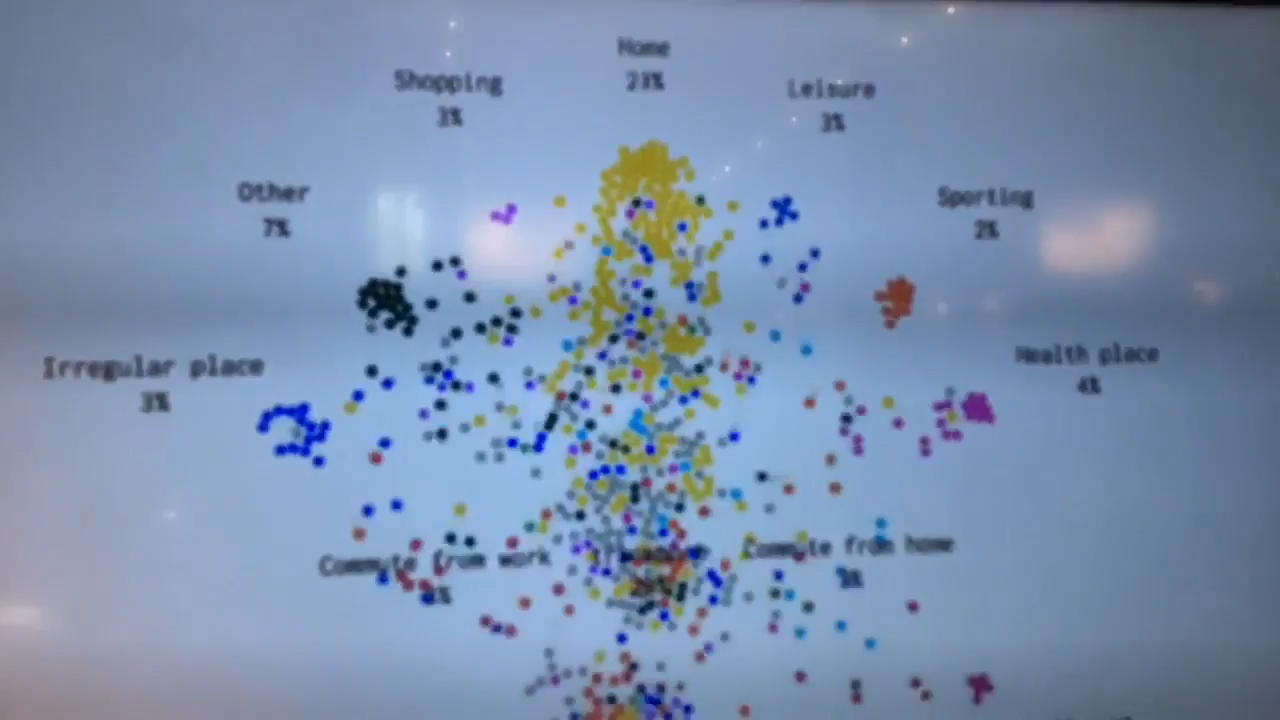 Home
Shopping
3%
Leisure
3%
Other
7%
Sporting
2%
Irregular place
3%
Health place
4%
Commute from work
Commute from home